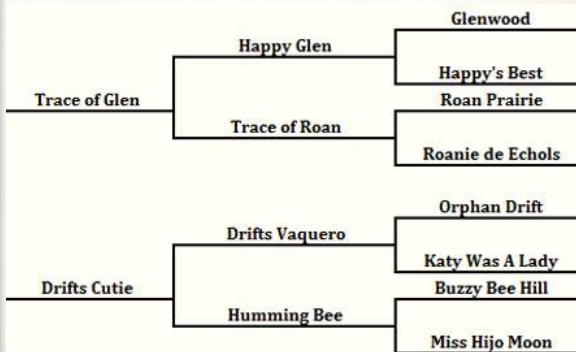 Glenwood
Happy Glen
Happy's Best
Trace of Glen
Roan Prairie
Trace of Roan
Roanie de Echols
Orphan Drift
Drifts Vaquero
Katy Was A Lady
Drifts Cutie
Buzzy Bee Hill
Humming Bee
Miss Hijo Moon